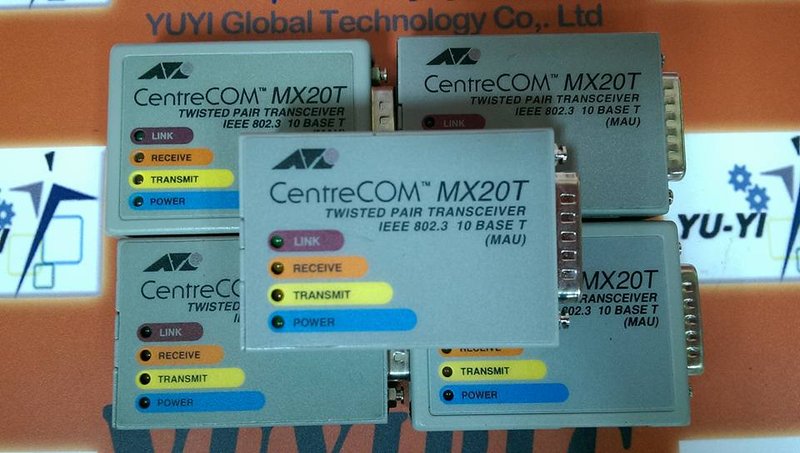 YUYI Global Technology Co,. Ltd
CentreCOM™ MX20T
TWISTED PAIR TRANSCEIVER
IEEE 802.3 10 BASE T
(MAU)
LINK
RECEIVE
TRANSMIT
POWER
CentreCOM™ MX20T
TWISTED PAIR TRANSCEIVER
IEEE 802.3 10 BASE T
(MAU)
LINK
CentreCOM™ MX20T
TWISTED PAIR TRANSCEIVER
IEEE 802.3 10 BASE T
(MAU)
LINK
RECEIVE
TRANSMIT
POWER
YU-YI
CentreCOM
TWISTED
LINK
RECEIVE
TRANSMIT
POWER
MX20T
TRANSCEIVER
802.3 10 BASE T
(MAU)
RECEIVE
TRANSMIT
POWER